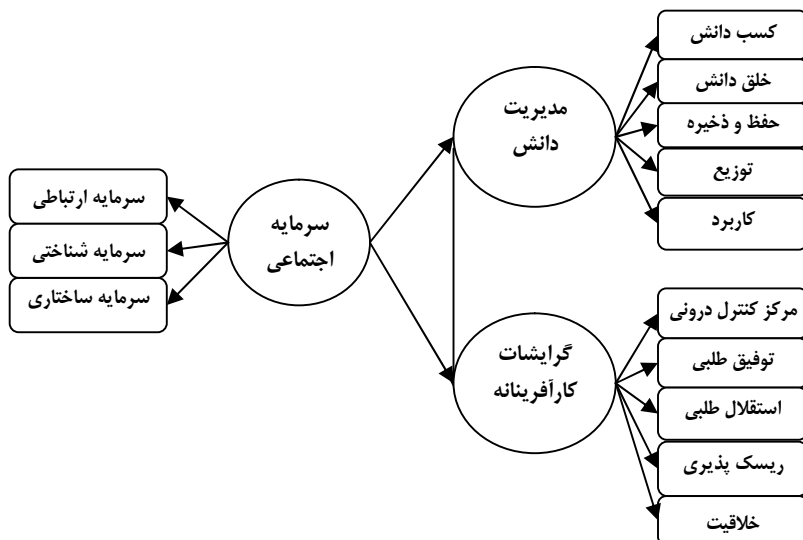 کسب دانش
خلق دانش
حفظ و ذخیره
توزیع
کاربرد
مدیریت
دانش
سرمایه
اجتماعی
سرمایه ارتباطی
سرمایه شناختی
سرمایه ساختاری
گرایشات
کارآفرینانه
مرکز کنترل درونی
توفیق طلبی
استقلال طلبی
ریسک پذیری
خلاقیت